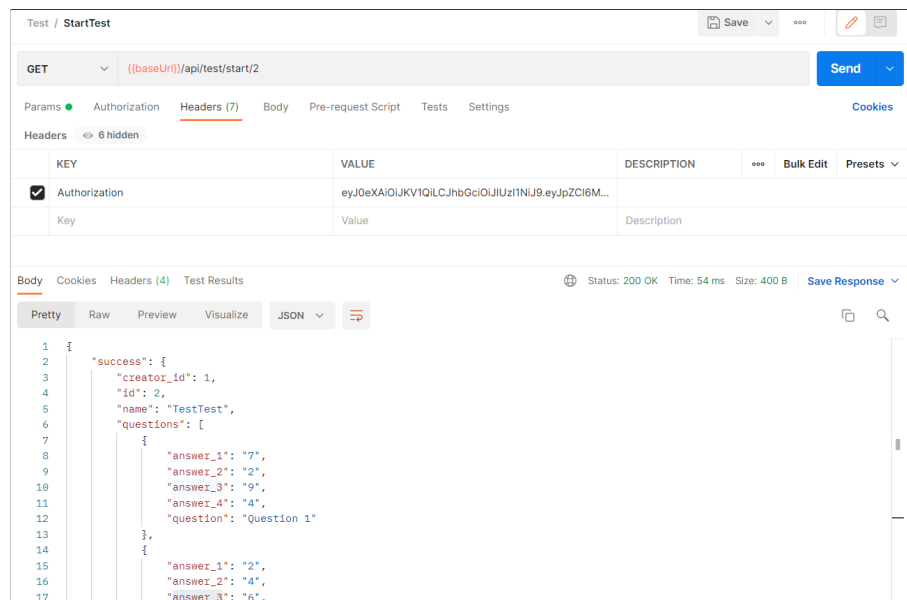 Test / StartTest
Save
GET
{{baseUrl}}/api/test/start/2
Send
Params Authorization Headers (7) Body Pre-request Script Tests Settings
Cookies
Headers 6 hidden
KEY VALUE DESCRIPTION Bulk Edit Presets
Authorization eyJ0eXAiOiJKV1QiLCJhbGciOiJIUzI1NiJ9.eyJpZCI6M...
Key Value Description
Body Cookies Headers (4) Test Results
Status: 200 OK Time: 54 ms Size: 400 B Save Response
Pretty Raw Preview Visualize JSON
1 {
2 "success": {
3 "creator_id": 1,
4 "id": 2,
5 "name": "TestTest",
6 "questions": [
7 {
8 "answer_1": "7",
9 "answer_2": "2",
10 "answer_3": "9",
11 "answer_4": "4",
12 "question": "Question 1"
13 },
14 {
15 "answer_1": "2",
16 "answer_2": "4",
17 "answer_3": "6",